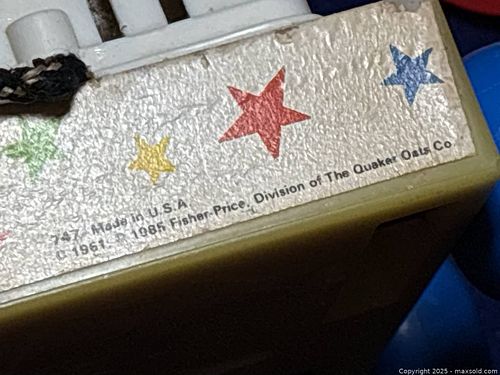 747 Made in U.S.A
© 1961, ℗ 1985 Fisher-Price, Division of The Quaker Oats Co
Copyright 2025 - maxsold.com